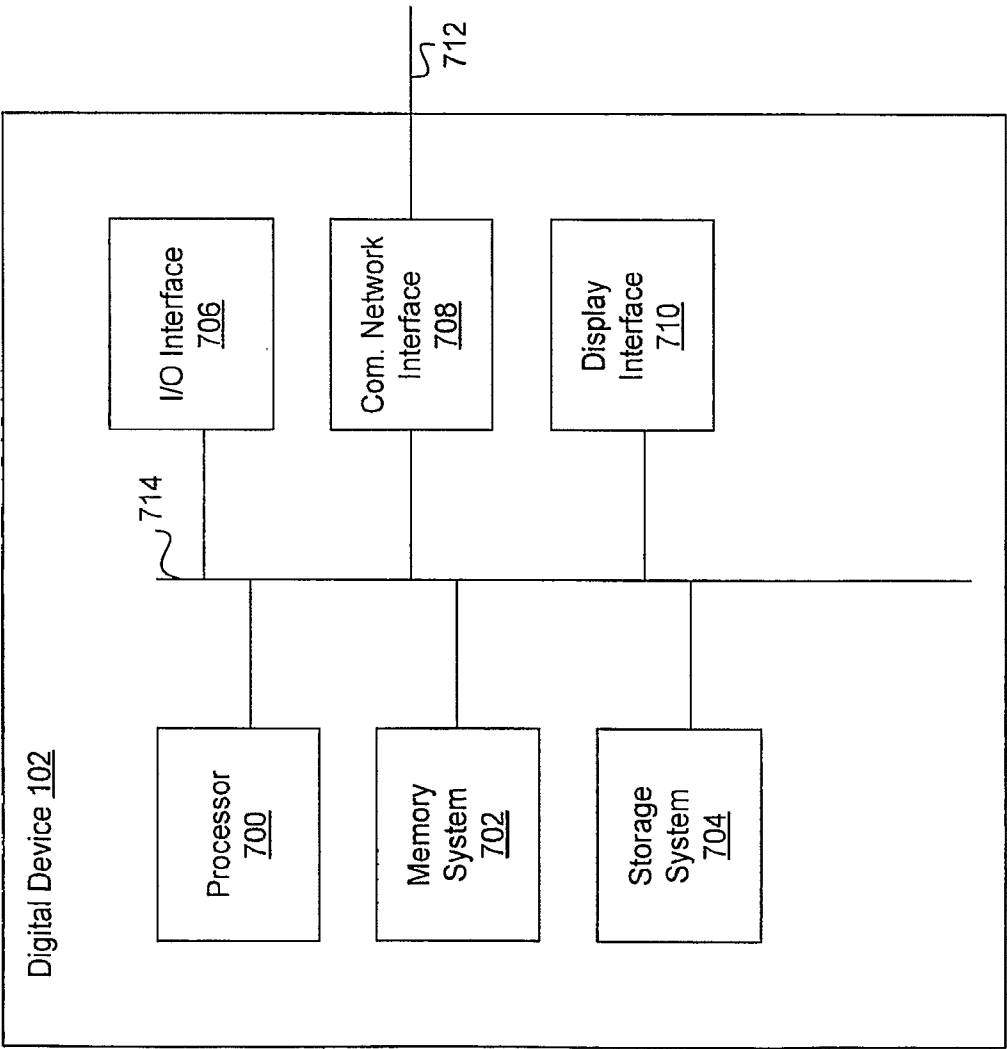 Digital Device 102
Processor
700
Memory
System
702
Storage
System
704
714
I/O Interface
706
Com. Network
Interface
708
Display
Interface
710
712